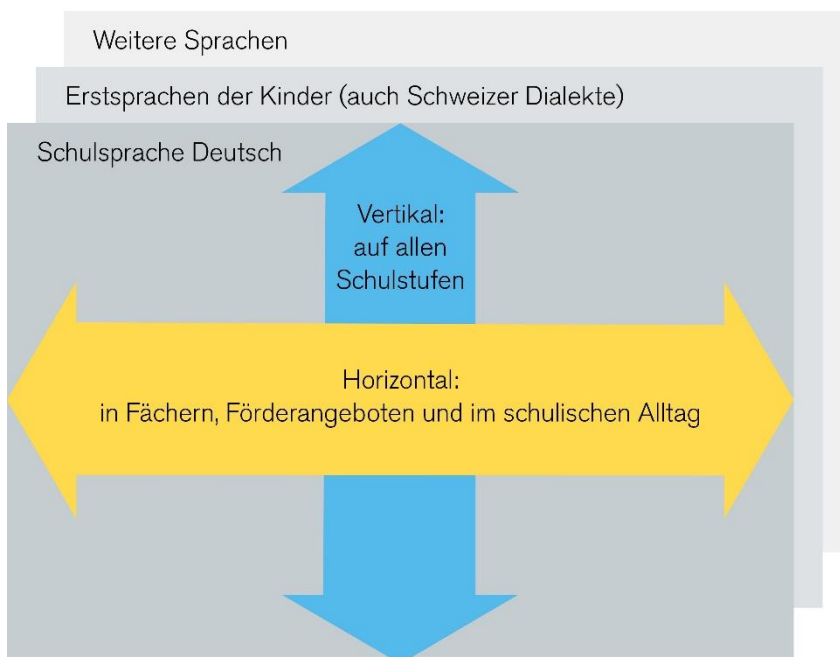 Weitere Sprachen
Erstsprachen der Kinder (auch Schweizer Dialekte)
Schulsprache Deutsch
Vertikal:
auf allen
Schulstufen
Horizontal:
in Fächern, Förderangeboten und im schulischen Alltag